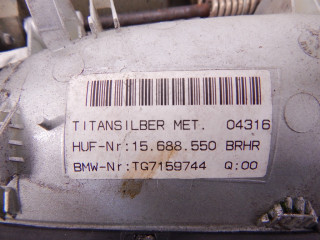 TITANSILBER MET. 04316
HUF-Nr:15.688.550 BRHR
BMW-Nr:TG7159744 Q:00